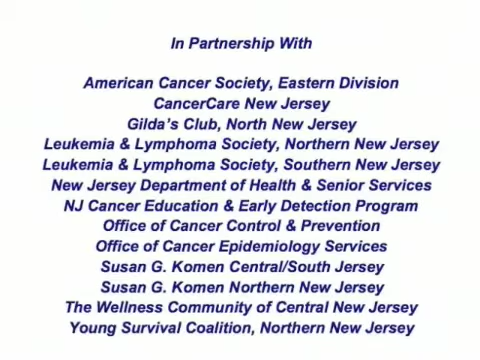 In Partnership With
American Cancer Society, Eastern Division
CancerCare New Jersey
Gilda's Club, North New Jersey
Leukemia & Lymphoma Society, Northern New Jersey
Leukemia & Lymphoma Society, Southern New Jersey
New Jersey Department of Health & Senior Services
NJ Cancer Education & Early Detection Program
Office of Cancer Control & Prevention
Office of Cancer Epidemiology Services
Susan G. Komen Central/South Jersey
Susan G. Komen Northern New Jersey
The Wellness Community of Central New Jersey
Young Survival Coalition, Northern New Jersey